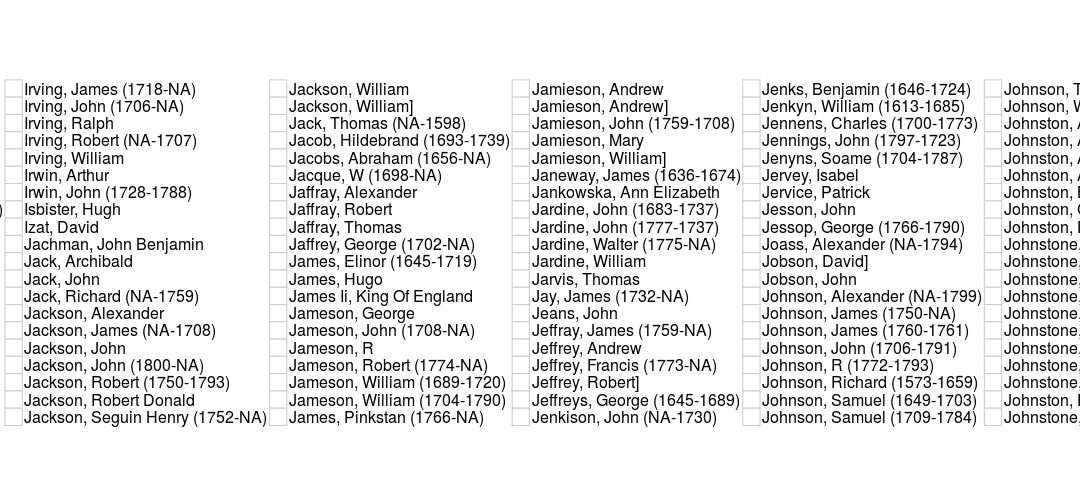 Irving, James (1718-NA)
Irving, John (1706-NA)
Irving, Ralph
Irving, Robert (NA-1707)
Irving, William
Irwin, Arthur
Irwin, John (1728-1788)
Isbister, Hugh
Izat, David
Jachman, John Benjamin
Jack, Archibald
Jack, John
Jack, Richard (NA-1759)
Jackson, Alexander
Jackson, James (NA-1708)
Jackson, John
Jackson, John (1800-NA)
Jackson, Robert (1750-1793)
Jackson, Robert Donald
Jackson, Seguin Henry (1752-NA)
Jackson, William
Jackson, William]
Jack, Thomas (NA-1598)
Jacob, Hildebrand (1693-1739)
Jacobs, Abraham (1656-NA)
Jacque, W (1698-NA)
Jaffray, Alexander
Jaffray, Robert
Jaffray, Thomas
Jaffrey, George (1702-NA)
James, Elinor (1645-1719)
James, Hugo
James Ii, King Of England
Jameson, George
Jameson, John (1708-NA)
Jameson, R
Jameson, Robert (1774-NA)
Jameson, William (1689-1720)
Jameson, William (1704-1790)
James, Pinkstan (1766-NA)
Jamieson, Andrew
Jamieson, Andrew]
Jamieson, John (1759-1708)
Jamieson, Mary
Jamieson, William]
Janeway, James (1636-1674)
Jankowska, Ann Elizabeth
Jardine, John (1683-1737)
Jardine, John (1777-1737)
Jardine, Walter (1775-NA)
Jardine, William
Jarvis, Thomas
Jay, James (1732-NA)
Jeans, John
Jeffray, James (1759-NA)
Jeffrey, Andrew
Jeffrey, Francis (1773-NA)
Jeffrey, Robert]
Jeffreys, George (1645-1689)
Jenkison, John (NA-1730)
Jenks, Benjamin (1646-1724)
Jenkyn, William (1613-1685)
Jennens, Charles (1700-1773)
Jennings, John (1797-1723)
Jenyns, Soame (1704-1787)
Jervey, Isabel
Jervice, Patrick
Jesson, John
Jessop, George (1766-1790)
Joass, Alexander (NA-1794)
Jobson, David]
Jobson, John
Johnson, Alexander (NA-1799)
Johnson, James (1750-NA)
Johnson, James (1760-1761)
Johnson, John (1706-1791)
Johnson, R (1772-1793)
Johnson, Richard (1573-1659)
Johnson, Samuel (1649-1703)
Johnson, Samuel (1709-1784)
Johnson,
Johnson,
Johnston,
Johnston,
Johnston,
Johnston,
Johnston,
Johnston,
Johnston,
Johnstone,
Johnstone,
Johnstone,
Johnstone,
Johnstone,
Johnstone,
Johnstone,
Johnstone,
Johnstone,
Johnston,
Johnstone,